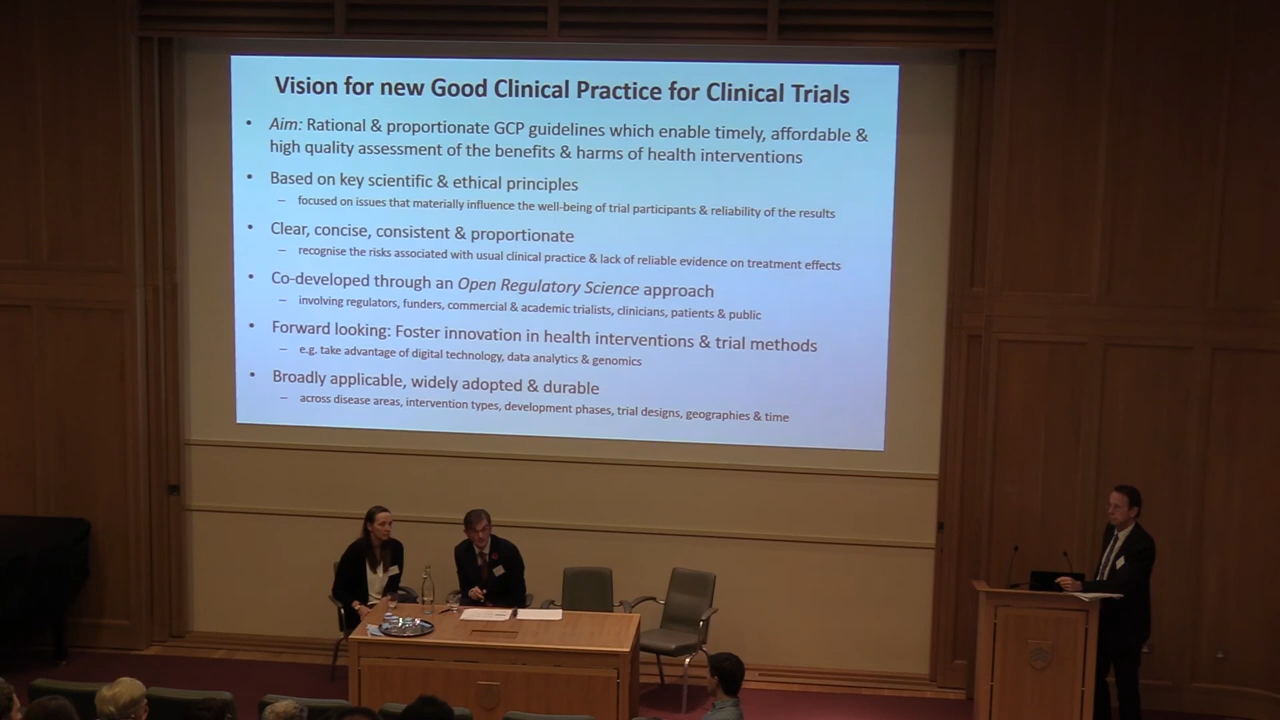 Vision for new Good Clinical Practice for Clinical Trials
• Aim: Rational & proportionate GCP guidelines which enable timely, affordable &
high quality assessment of the benefits & harms of health interventions
• Based on key scientific & ethical principles
– focused on issues that materially influence the well-being of trial participants & reliability of the results
• Clear, concise, consistent & proportionate
– recognise the risks associated with usual clinical practice & lack of reliable evidence on treatment effects
• Co-developed through an Open Regulatory Science approach
– involving regulators, funders, commercial & academic trialists, clinicians, patients & public
• Forward looking: Foster innovation in health interventions & trial methods
– e.g. take advantage of digital technology, data analytics & genomics
• Broadly applicable, widely adopted & durable
– across disease areas, intervention types, development phases, trial designs, geographies & time